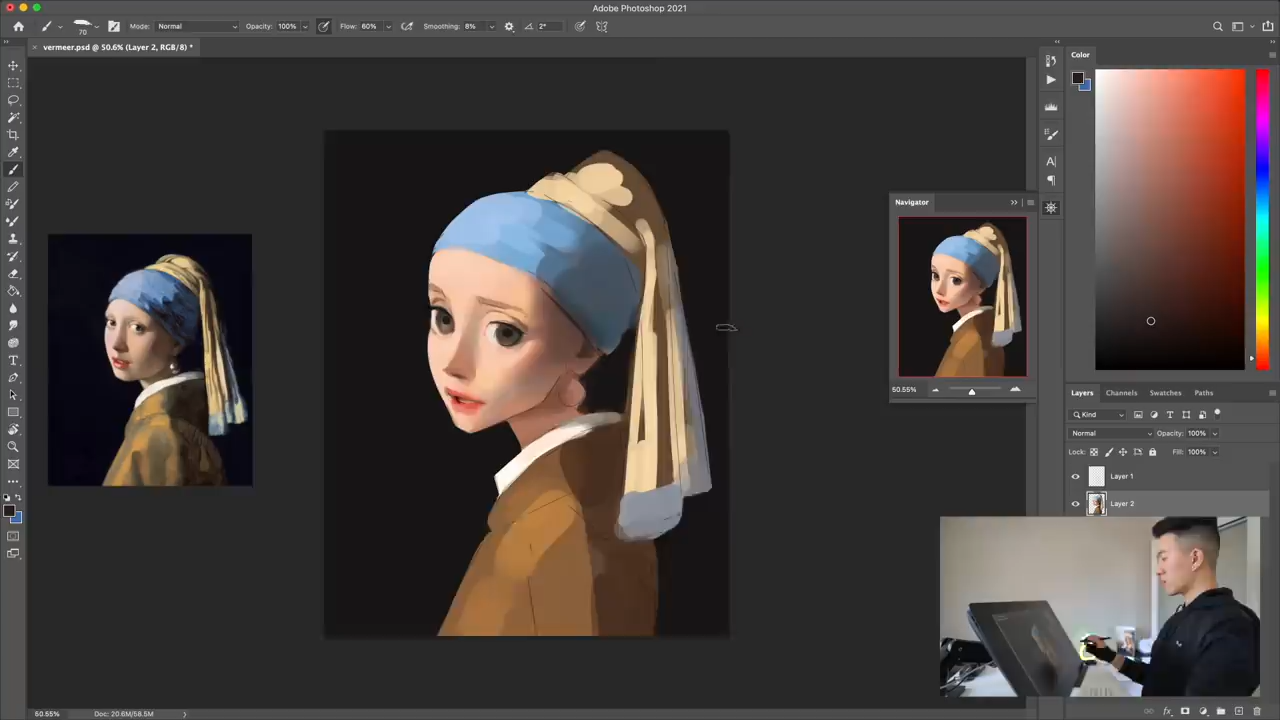 Adobe Photoshop 2021
70 Mode: Normal Opacity: 100% Flow: 60% Smoothing: 8% 2°
vermeer.psd @ 50.6% (Layer 2, RGB/8) *
Color
Navigator
50.55%
Layers Channels Swatches Paths
Kind
Normal Opacity: 100%
Lock: Fill: 100%
Layer 1
Layer 2
50.55% Doc: 20.6M/58.5M